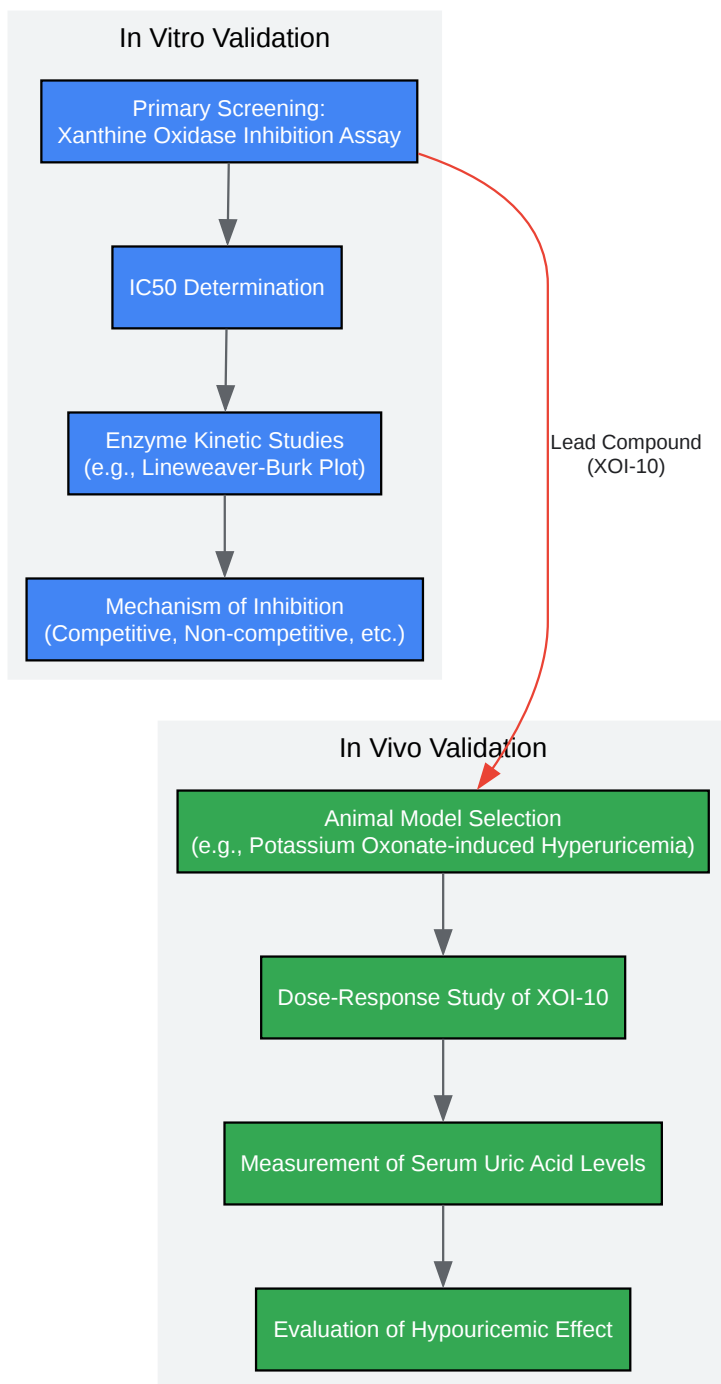 In Vitro Validation
Primary Screening:
Xanthine Oxidase Inhibition Assay
IC50 Determination
Enzyme Kinetic Studies
(e.g., Lineweaver-Burk Plot)
Lead Compound
(XOI-10)
Mechanism of Inhibition
(Competitive, Non-competitive, etc.)
In Vivo Validation
Animal Model Selection
(e.g., Potassium Oxonate-induced Hyperuricemia)
Dose-Response Study of XOI-10
Measurement of Serum Uric Acid Levels
Evaluation of Hypouricemic Effect